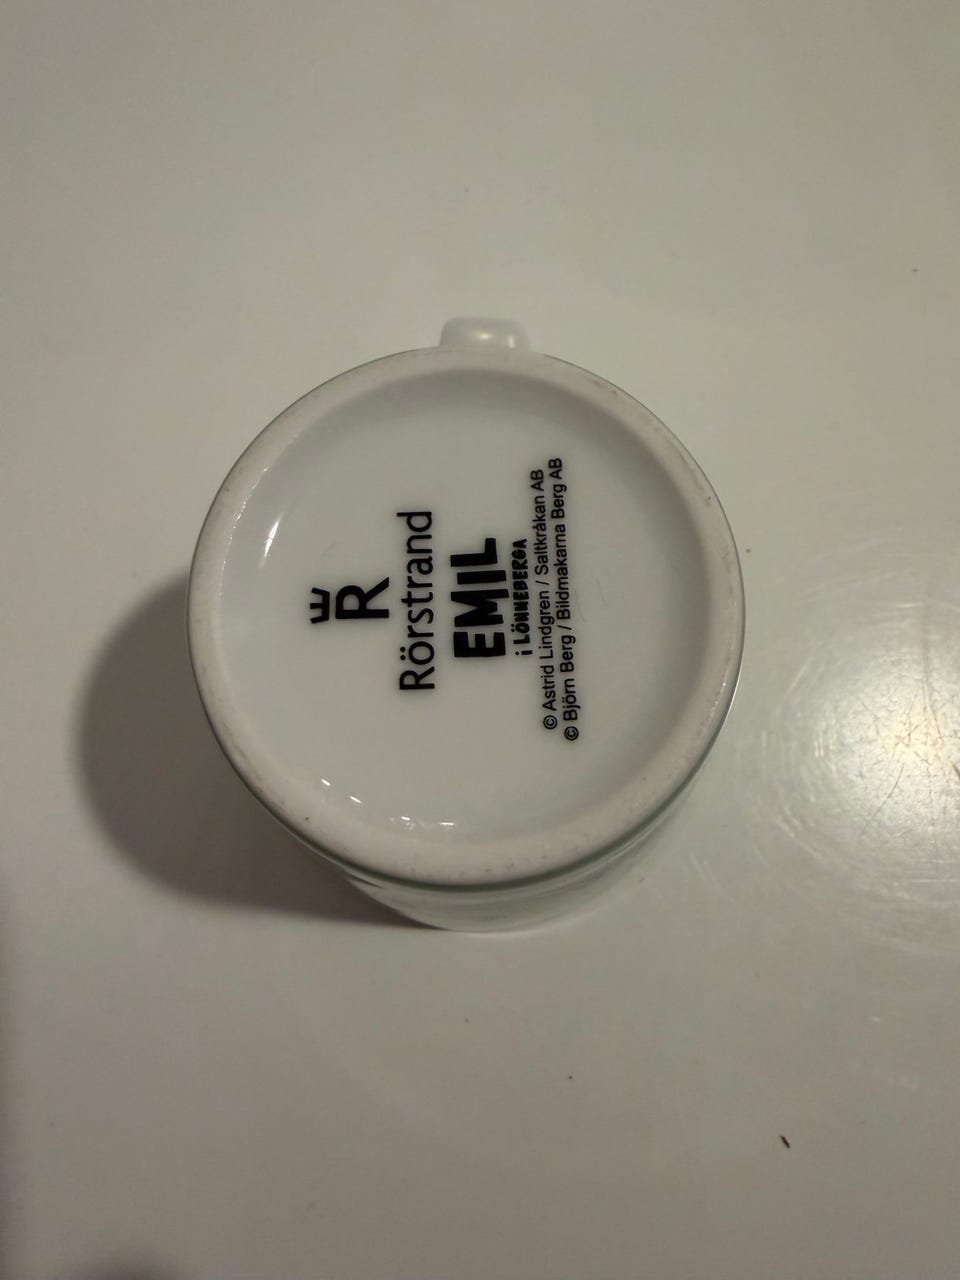 R
Rörstrand
EMIL
i LÖNNEBERGA
© Astrid Lindgren / Saltkråkan AB
© Björn Berg / Bildmakarna Berg AB